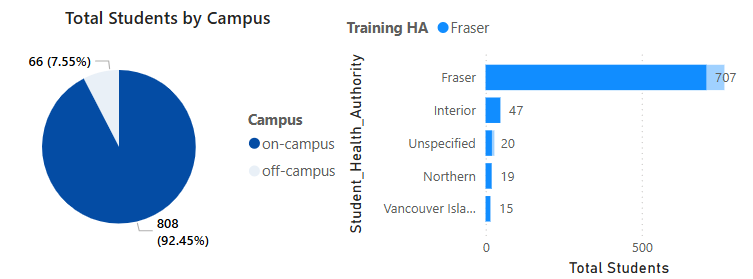 Total Students by Campus
66 (7.55%)
808
(92.45%)
Campus
on-campus
off-campus
Training HA
Fraser
Student_Health_Authority
Fraser
707
Interior
47
Unspecified
20
Northern
19
Vancouver Isla...
15
0
500
Total Students